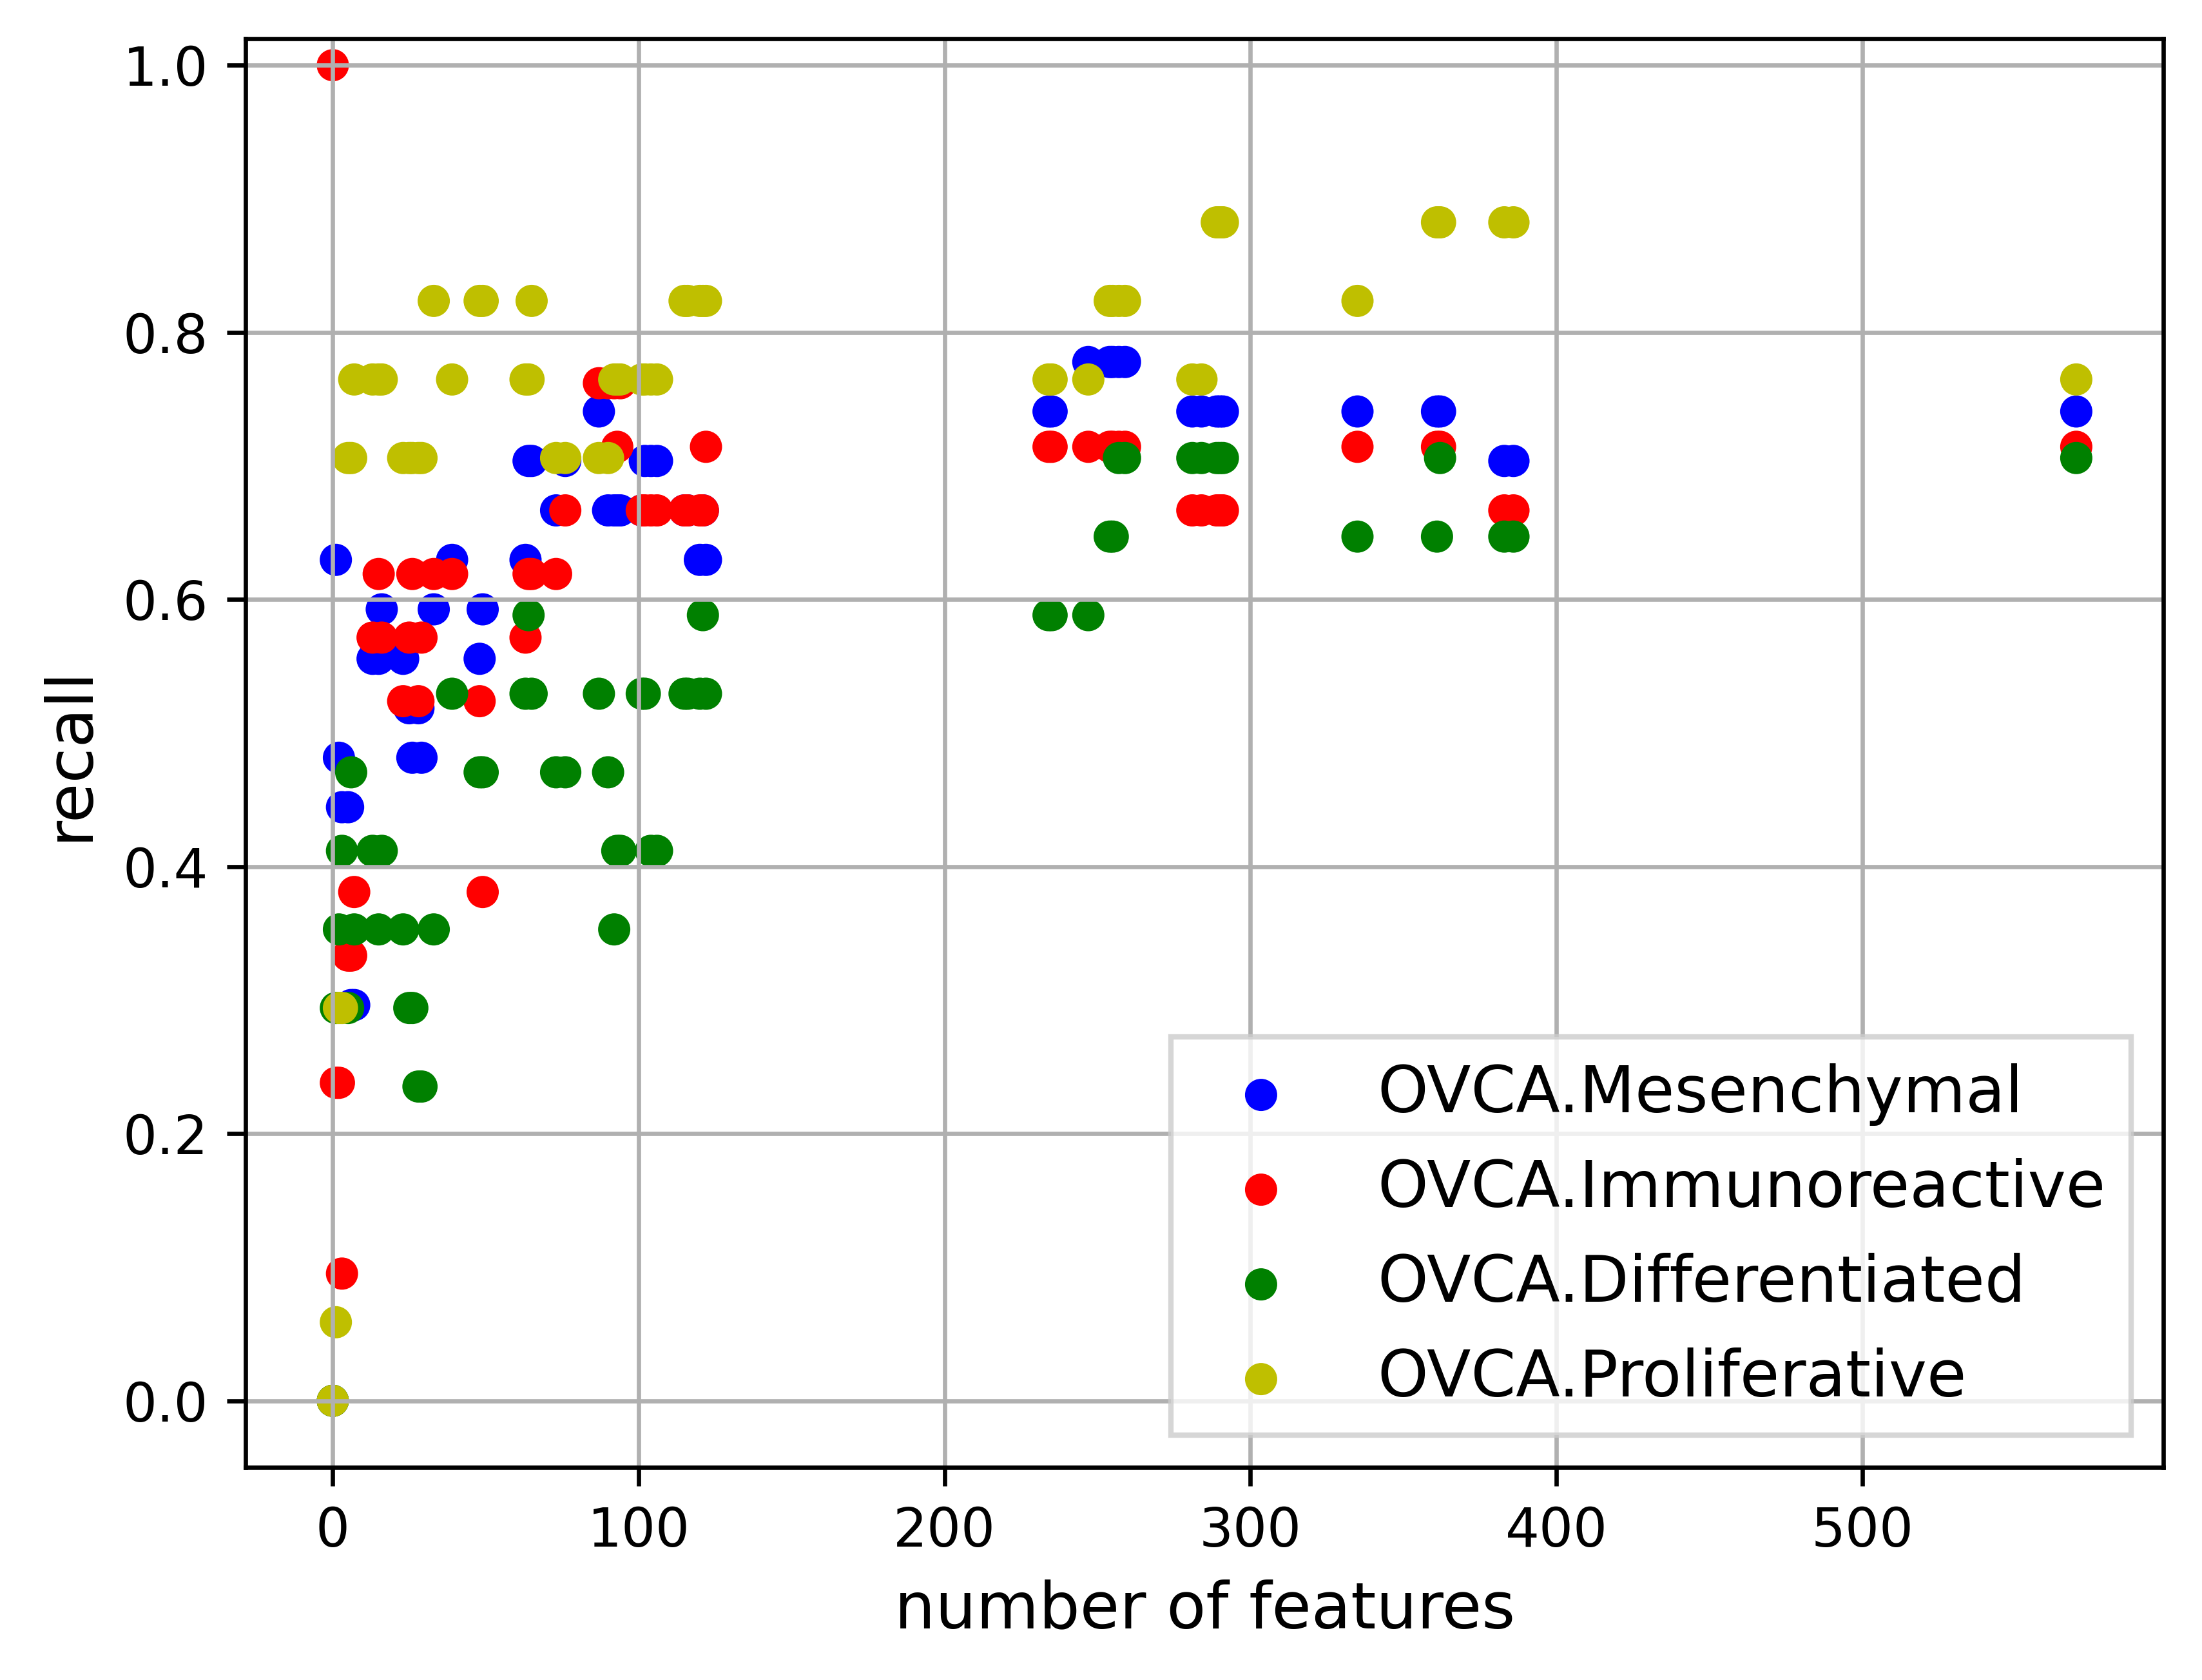 1.0
0.8
0.6
0.4
0.2
0.0
recall
0 100 200 300 400 500
number of features
OVCA.Mesenchymal
OVCA.Immunoreactive
OVCA.Differentiated
OVCA.Proliferative